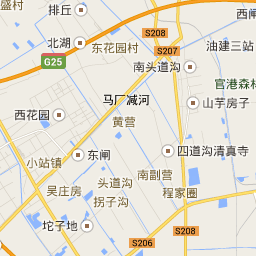 盛村
排丘
S208
西闸
北湖
东花园村
S207
油建三站
G25
南头道沟
官港森林
马厂减河
山芋房子
西花园
黄营
小站镇
东闸
四道沟清真寺
吴庄房
头道沟
拐子沟
南副营
程家圈
坨子地
S206
S208